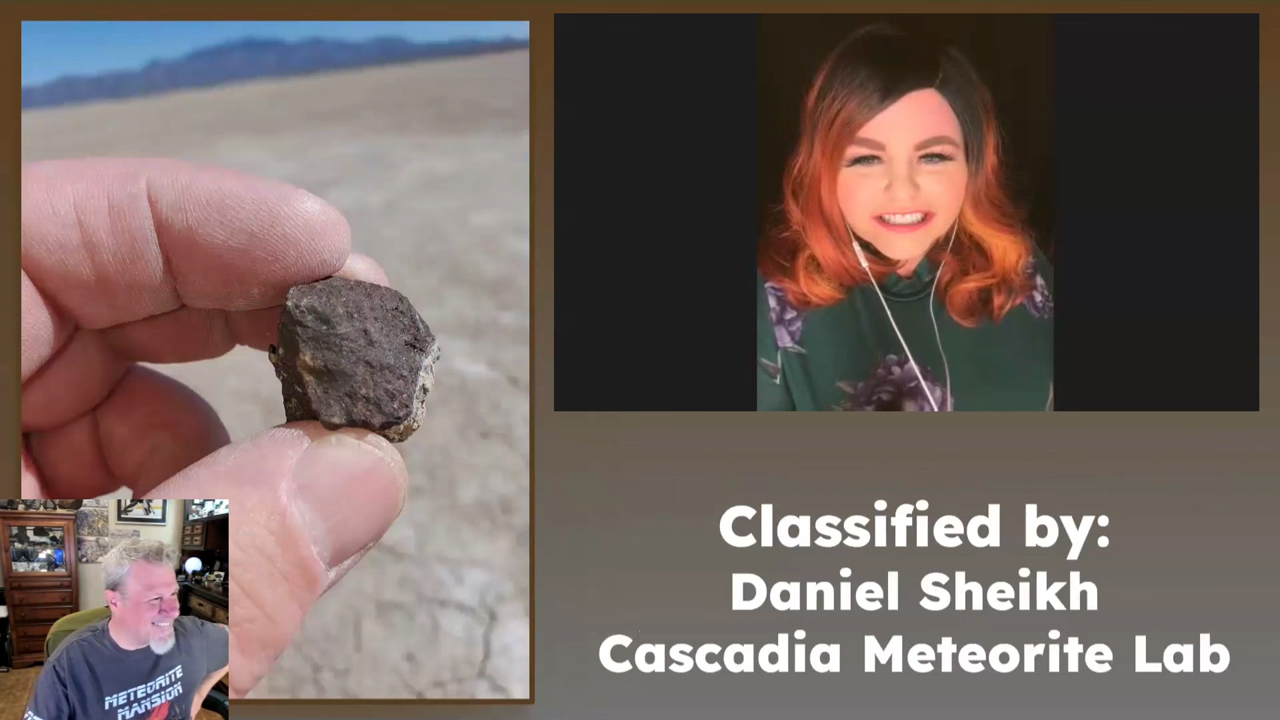 Classified by:
Daniel Sheikh
Cascadia Meteorite Lab
METEORITE
MANSION